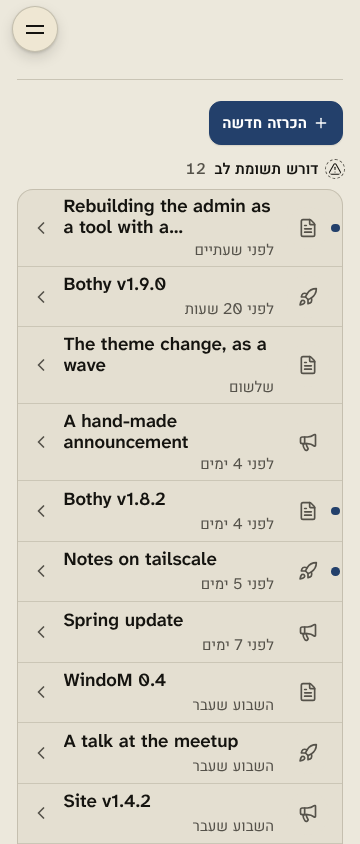 + הכרזה חדשה
דורש תשומת לב 12
Rebuilding the admin as
a tool with a...
לפני שעתיים
Bothy v1.9.0
לפני 20 שעות
The theme change, as a
wave
שלשום
A hand-made
announcement
לפני 4 ימים
Bothy v1.8.2
לפני 4 ימים
Notes on tailscale
לפני 5 ימים
Spring update
לפני 7 ימים
WindoM 0.4
השבוע שעבר
A talk at the meetup
השבוע שעבר
Site v1.4.2
השבוע שעבר